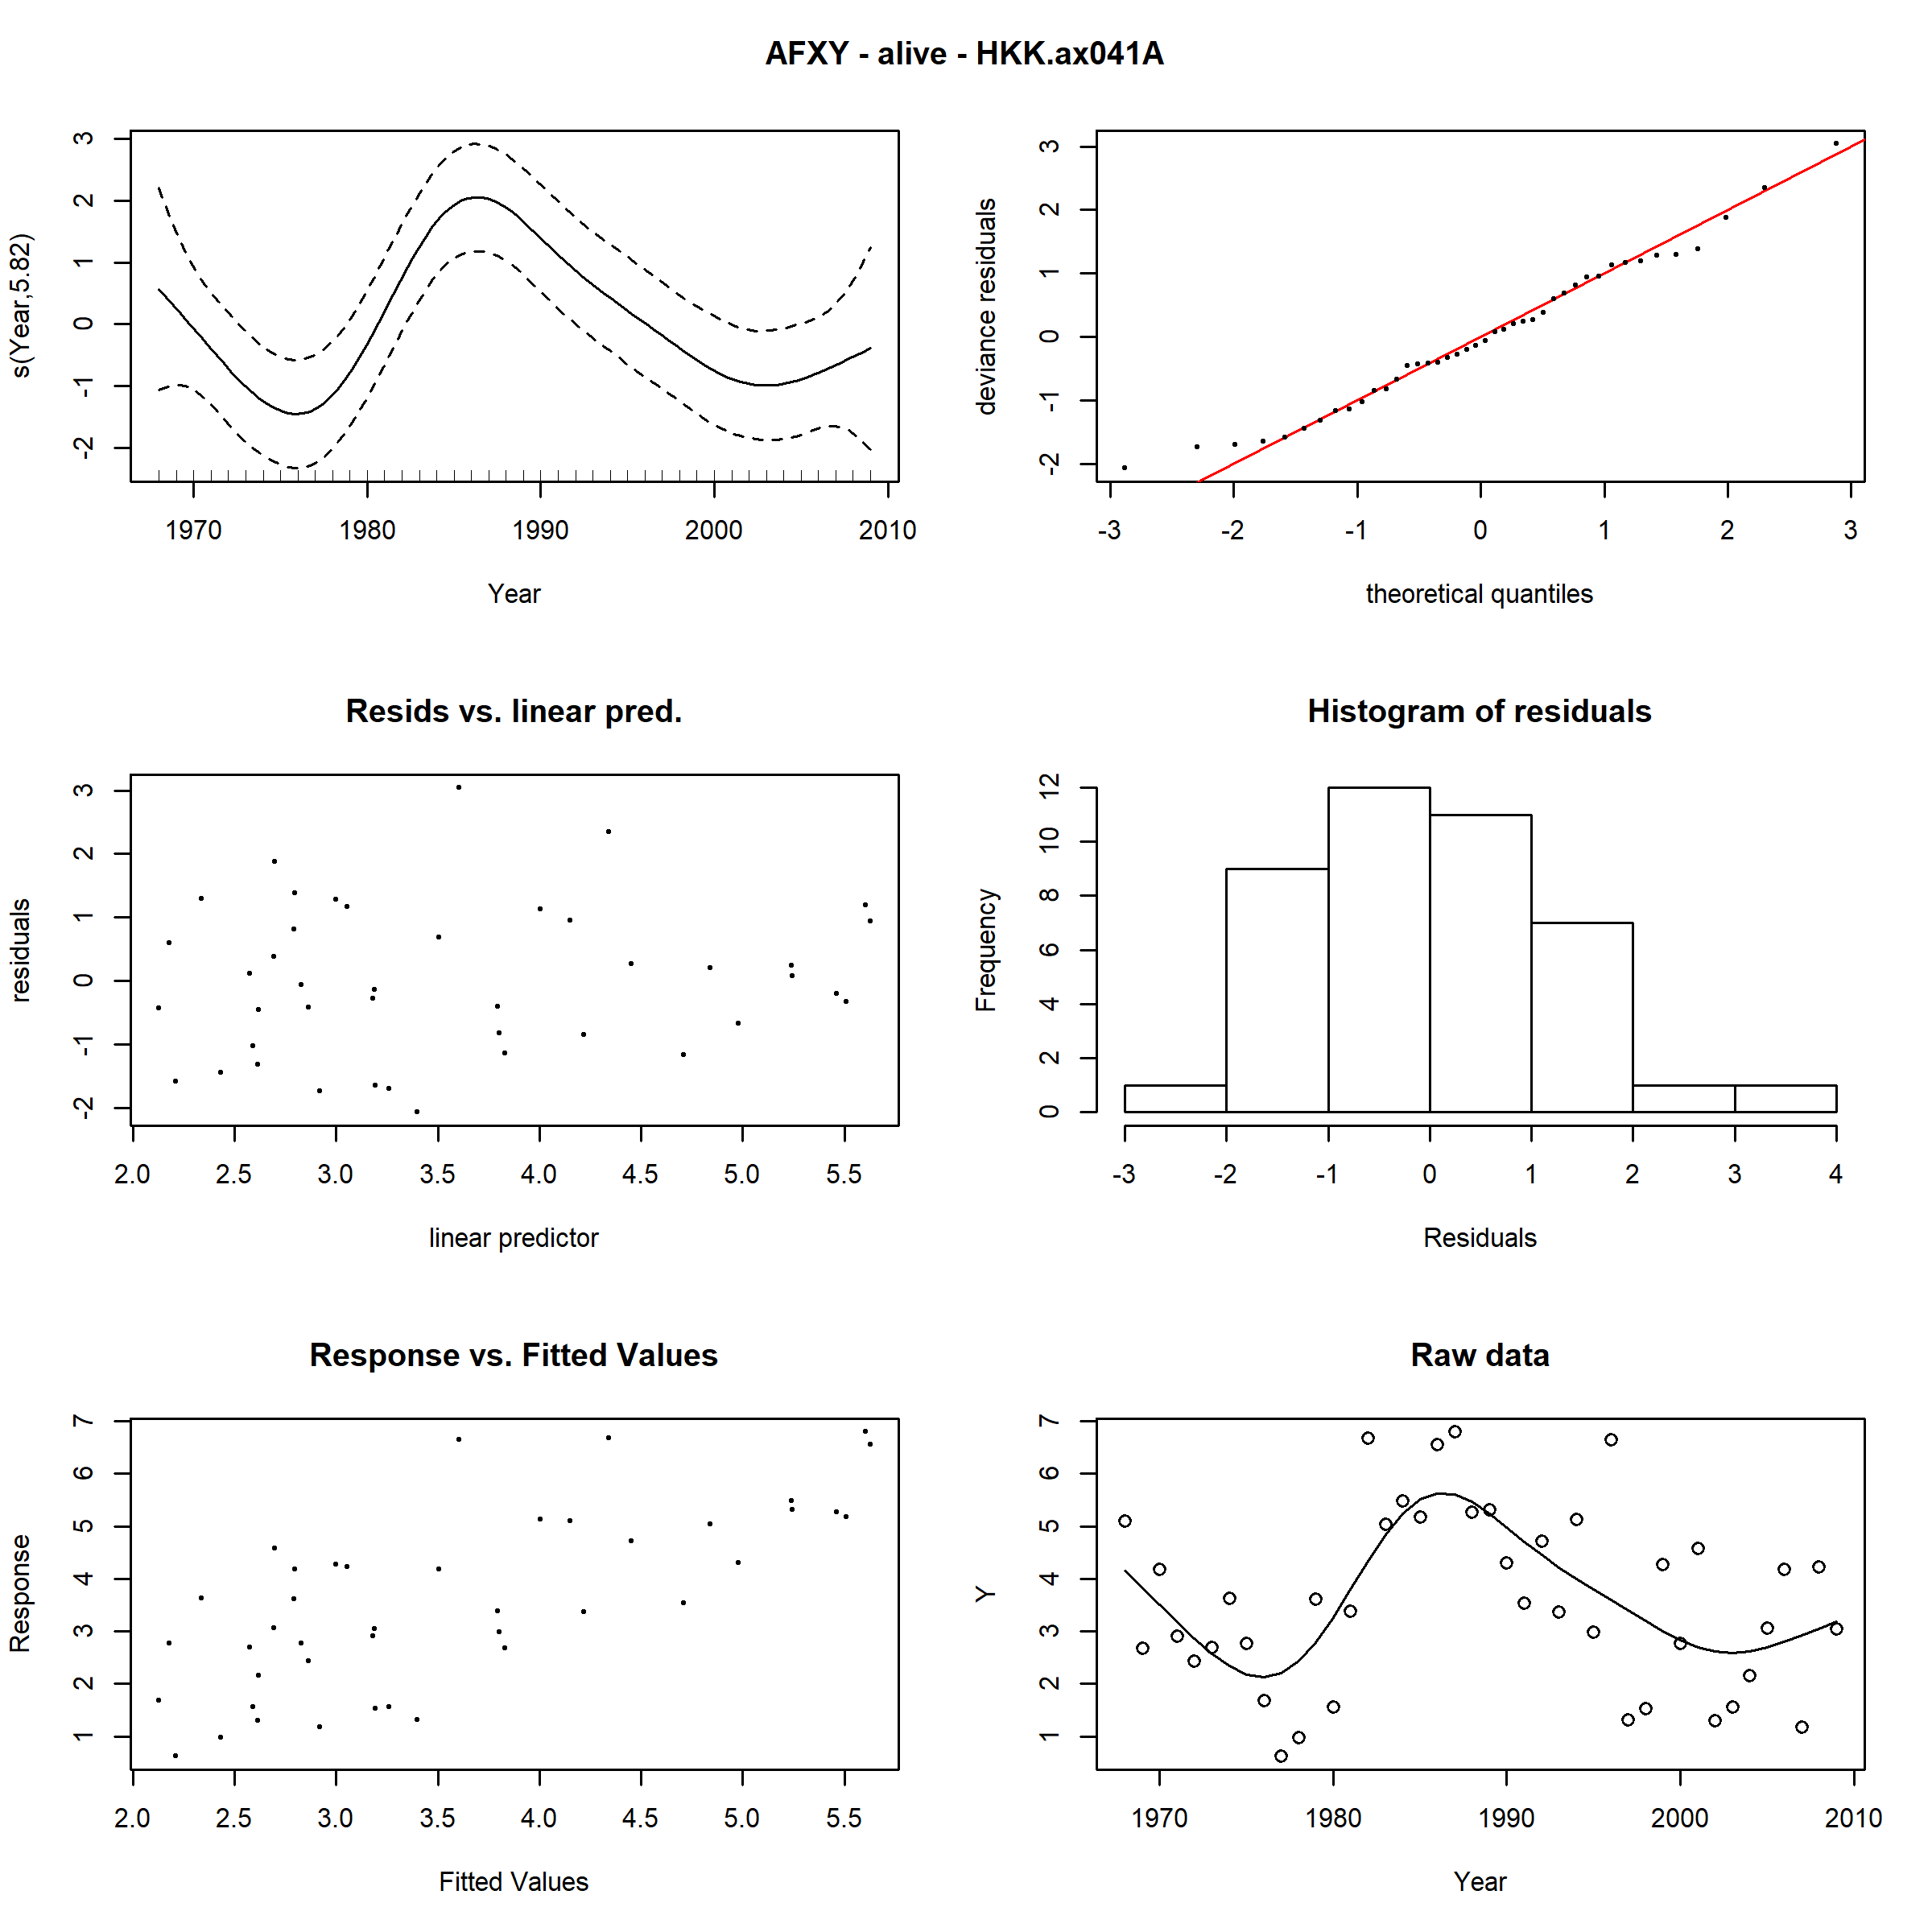 AFXY - alive - HKK.ax041A
s(Year,5.82)
3
2
1
0
-1
-2
1970 1980 1990 2000 2010
Year
deviance residuals
3
2
1
0
-1
-2
-3 -2 -1 0 1 2 3
theoretical quantiles
Resids vs. linear pred.
residuals
3
2
1
0
-1
-2
2.0 2.5 3.0 3.5 4.0 4.5 5.0 5.5
linear predictor
Histogram of residuals
Frequency
12
10
8
6
4
2
0
-3 -2 -1 0 1 2 3 4
Residuals
Response vs. Fitted Values
Response
7
6
5
4
3
2
1
2.0 2.5 3.0 3.5 4.0 4.5 5.0 5.5
Fitted Values
Raw data
Y
7
6
5
4
3
2
1
1970 1980 1990 2000 2010
Year